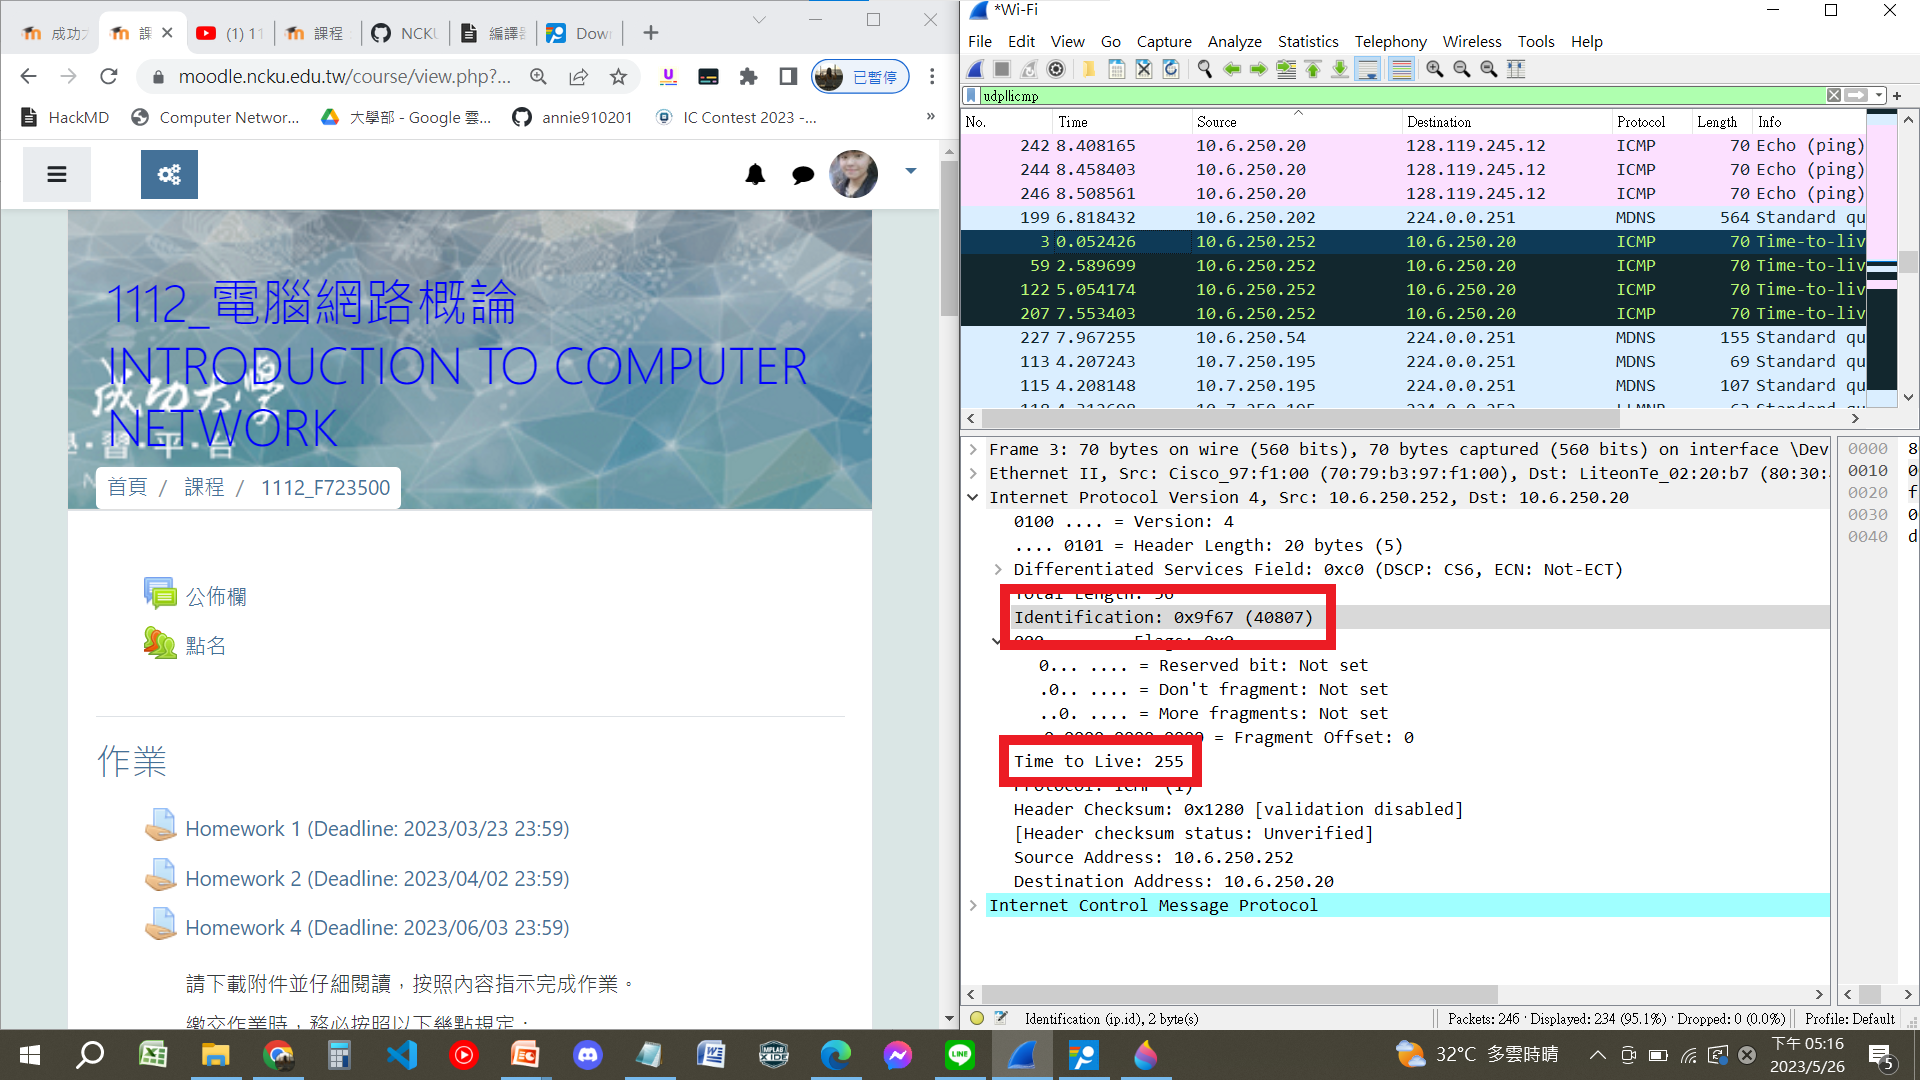 成功
課
(1) 1
課程
NCKU
編譯
Dow
moodle.ncku.edu.tw/course/view.php?...
已暫停
HackMD
Computer Networ...
大學部 - Google 雲...
annie910201
IC Contest 2023 -...
»
1112_電腦網路概論
INTRODUCTION TO COMPUTER
NETWORK
首頁 / 課程 / 1112_F723500
公佈欄
點名
作業
Homework 1 (Deadline: 2023/03/23 23:59)
Homework 2 (Deadline: 2023/04/02 23:59)
Homework 4 (Deadline: 2023/06/03 23:59)
請下載附件並仔細閱讀,按照內容指示完成作業。
繳交作業時,務必按照以下幾點規定:
*Wi-Fi
File Edit View Go Capture Analyze Statistics Telephony Wireless Tools Help
udp||icmp
No. Time Source Destination Protocol Length Info
242 8.408165 10.6.250.20 128.119.245.12 ICMP 70 Echo (ping)
244 8.458403 10.6.250.20 128.119.245.12 ICMP 70 Echo (ping)
246 8.508561 10.6.250.20 128.119.245.12 ICMP 70 Echo (ping)
199 6.818432 10.6.250.202 224.0.0.251 MDNS 564 Standard qu
3 0.052426 10.6.250.252 10.6.250.20 ICMP 70 Time-to-liv
59 2.589699 10.6.250.252 10.6.250.20 ICMP 70 Time-to-liv
122 5.054174 10.6.250.252 10.6.250.20 ICMP 70 Time-to-liv
207 7.553403 10.6.250.252 10.6.250.20 ICMP 70 Time-to-liv
227 7.967255 10.6.250.54 224.0.0.251 MDNS 155 Standard qu
113 4.207243 10.7.250.195 224.0.0.251 MDNS 69 Standard qu
115 4.208148 10.7.250.195 224.0.0.251 MDNS 107 Standard qu
Frame 3: 70 bytes on wire (560 bits), 70 bytes captured (560 bits) on interface \Dev
Ethernet II, Src: Cisco_97:f1:00 (70:79:b3:97:f1:00), Dst: LiteonTe_02:20:b7 (80:30:
Internet Protocol Version 4, Src: 10.6.250.252, Dst: 10.6.250.20
0100 .... = Version: 4
.... 0101 = Header Length: 20 bytes (5)
Differentiated Services Field: 0xc0 (DSCP: CS6, ECN: Not-ECT)
Total Length: 56
Identification: 0x9f67 (40807)
000. .... = Flags: 0x0
0... .... = Reserved bit: Not set
.0.. .... = Don't fragment: Not set
..0. .... = More fragments: Not set
...0 0000 0000 0000 = Fragment Offset: 0
Time to Live: 255
Protocol: ICMP (1)
Header Checksum: 0x1280 [validation disabled]
[Header checksum status: Unverified]
Source Address: 10.6.250.252
Destination Address: 10.6.250.20
Internet Control Message Protocol
0000 8
0010 0
0020 f
0030 0
0040 d
Identification (ip.id), 2 byte(s)
Packets: 246 · Displayed: 234 (95.1%) · Dropped: 0 (0.0%)
Profile: Default
32°C 多雲時晴
下午 05:16
2023/5/26
5